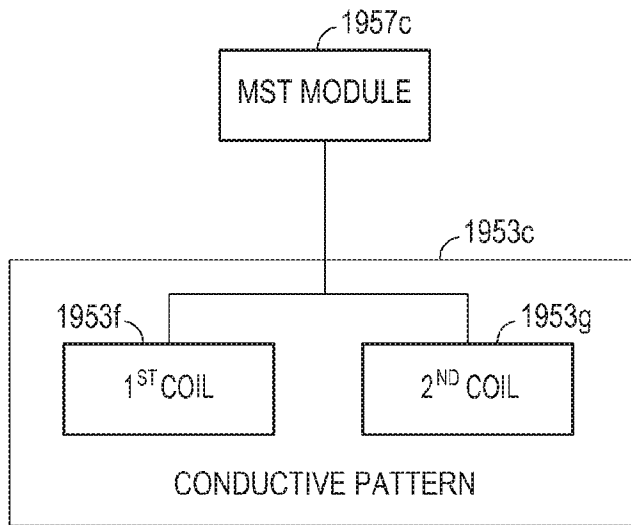 1957c
MST MODULE
1953c
1953f
1953g
1ST COIL
2ND COIL
CONDUCTIVE PATTERN